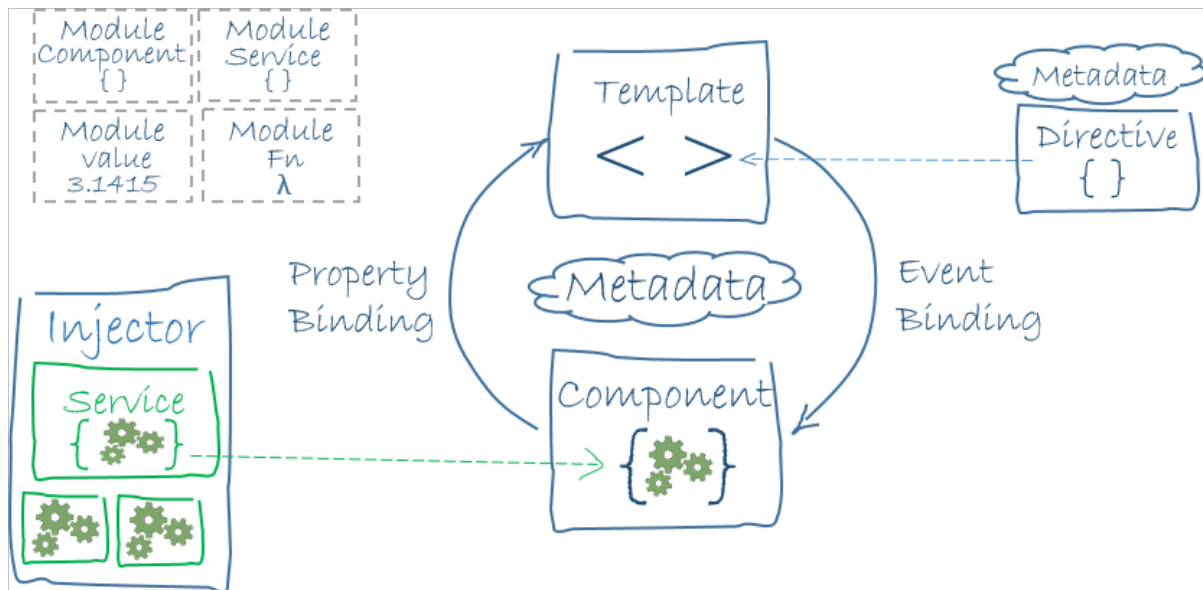 Module
Component
{ }
Module
Service
{ }
Module
value
3.1415
Module
Fn
λ
Template
< >
Metadata
Directive
{ }
Property
Binding
Metadata
Event
Binding
Injector
Service
{ }
Component
{ }